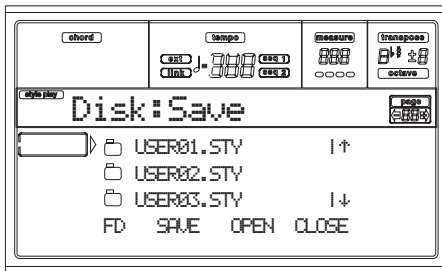 chord
tempo
measure
transpose
ext
link
seq 1
seq 2
octave
style play
Disk:Save
page
USER01.STY
USER02.STY
USER03.STY
FD SAVE OPEN CLOSE